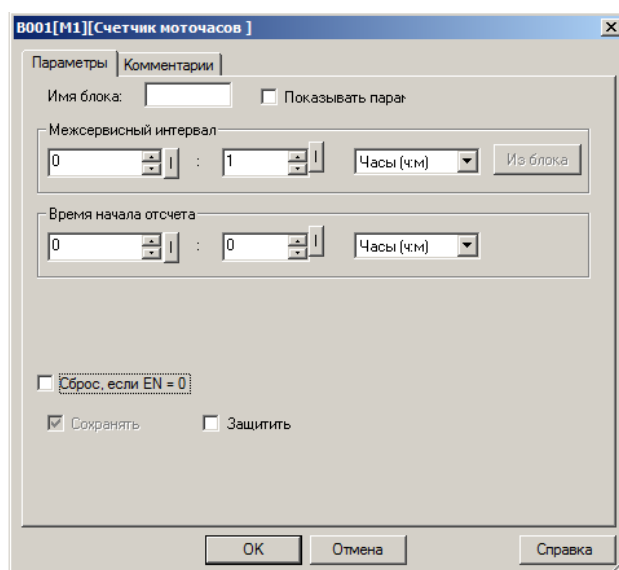 B001[M1][Счетчик моточасов ]
Параметры Комментарии
Имя блока: Показывать парам
Межсервисный интервал
0 : 1 Часы (ч:м) Из блока
Время начала отсчета
0 : 0 Часы (ч:м)
Сброс, если EN = 0
Сохранять Защитить
OK Отмена Справка